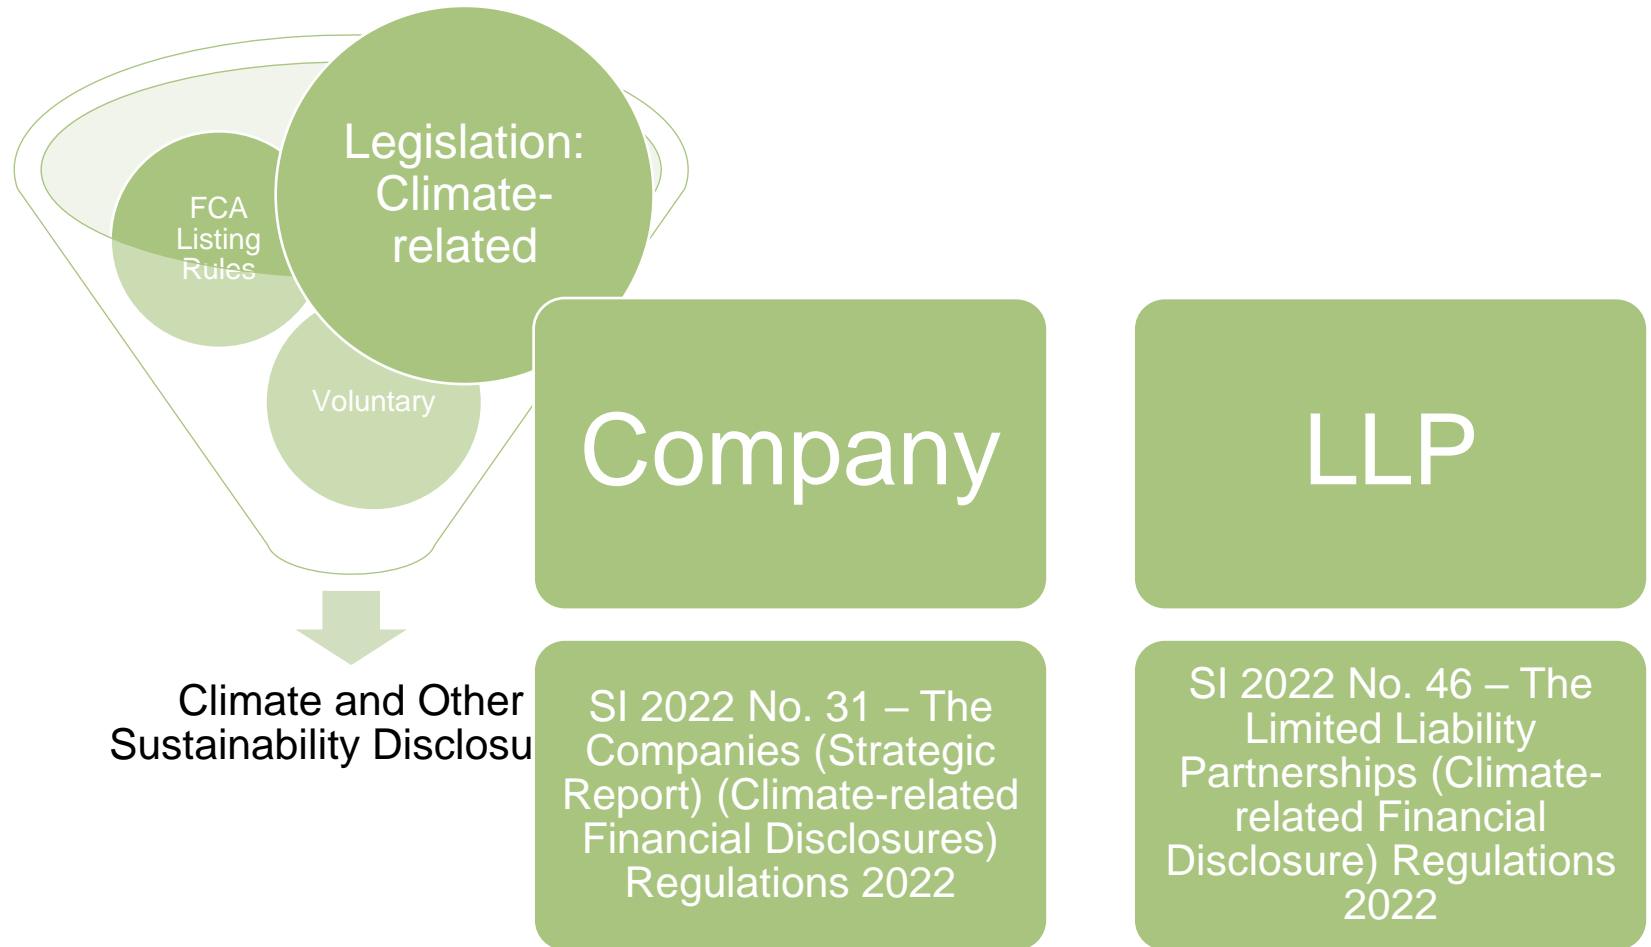 Legislation:
Climate-
related
FCA
Listing
Rules
Voluntary
Climate and Other
Sustainability Disclosu
Company
SI 2022 No. 31 – The
Companies (Strategic
Report) (Climate-related
Financial Disclosures)
Regulations 2022
LLP
SI 2022 No. 46 – The
Limited Liability
Partnerships (Climate-
related Financial
Disclosure) Regulations
2022